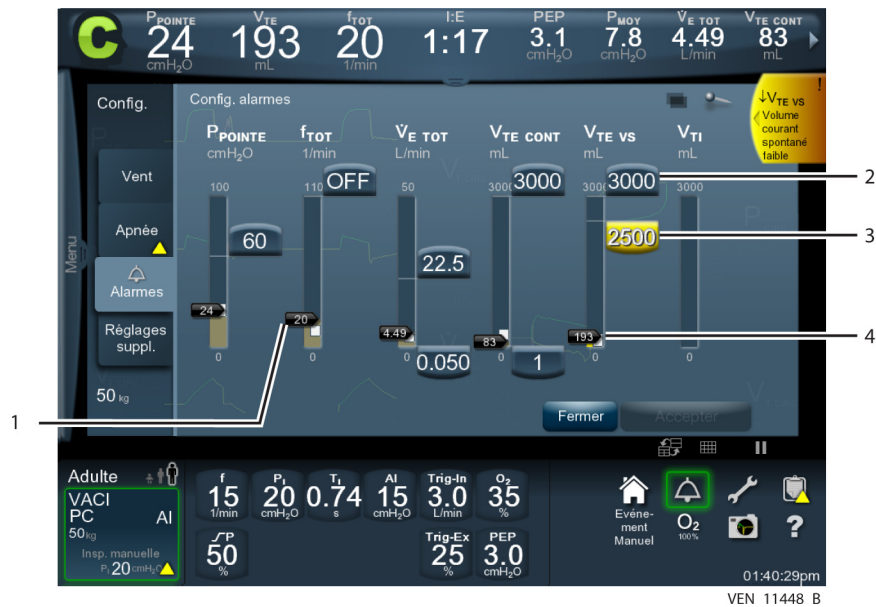 C
PPOINTE
24
cmH2O
VTE
193
mL
fTOT
20
1/min
I:E
1:17
PEP
3.1
cmH2O
PMOY
7.8
cmH2O
V̇E TOT
4.49
L/min
VTE CONT
83
mL
Menu
Config.
Vent
Apnée
Alarmes
Réglages
suppl.
50 kg
Config. alarmes
!
↓VTE VS
Volume
courant
spontané
faible
PPOINTE
cmH2O
100
60
24
0
fTOT
1/min
110
OFF
20
0
V̇E TOT
L/min
50
22.5
4.49
0
0.050
VTE CONT
mL
3000
3000
83
0
1
VTE VS
mL
3000
3000
2500
193
0
VTI
mL
3000
0
Fermer
Accepter
1
2
3
4
Adulte
VACI
PC AI
50kg
Insp. manuelle
PI 20 cmH2O
f
15
1/min
PI
20
cmH2O
TI
0.74
s
AI
15
cmH2O
Trig-In
3.0
L/min
O2
35
%
P
50
%
Trig-Ex
25
%
PEP
3.0
cmH2O
Evéne-
ment
Manuel
O2
100%
?
01:40:29pm
VEN_11448_B